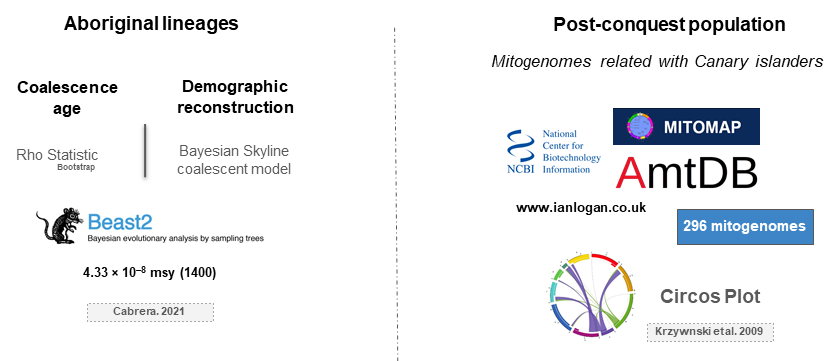 Aboriginal lineages
Coalescence
age
Demographic
reconstruction
Rho Statistic
Bootstrap
Bayesian Skyline
coalescent model
Beast2
Bayesian evolutionary analysis by sampling trees
4.33 × 10⁻⁸ msy (1400)
Cabrera. 2021
Post-conquest population
Mitogenomes related with Canary islanders
NCBI
National
Center for
Biotechnology
Information
MITOMAP
AmtDB
www.ianlogan.co.uk
296 mitogenomes
Circos Plot
Krzywnski et al. 2009